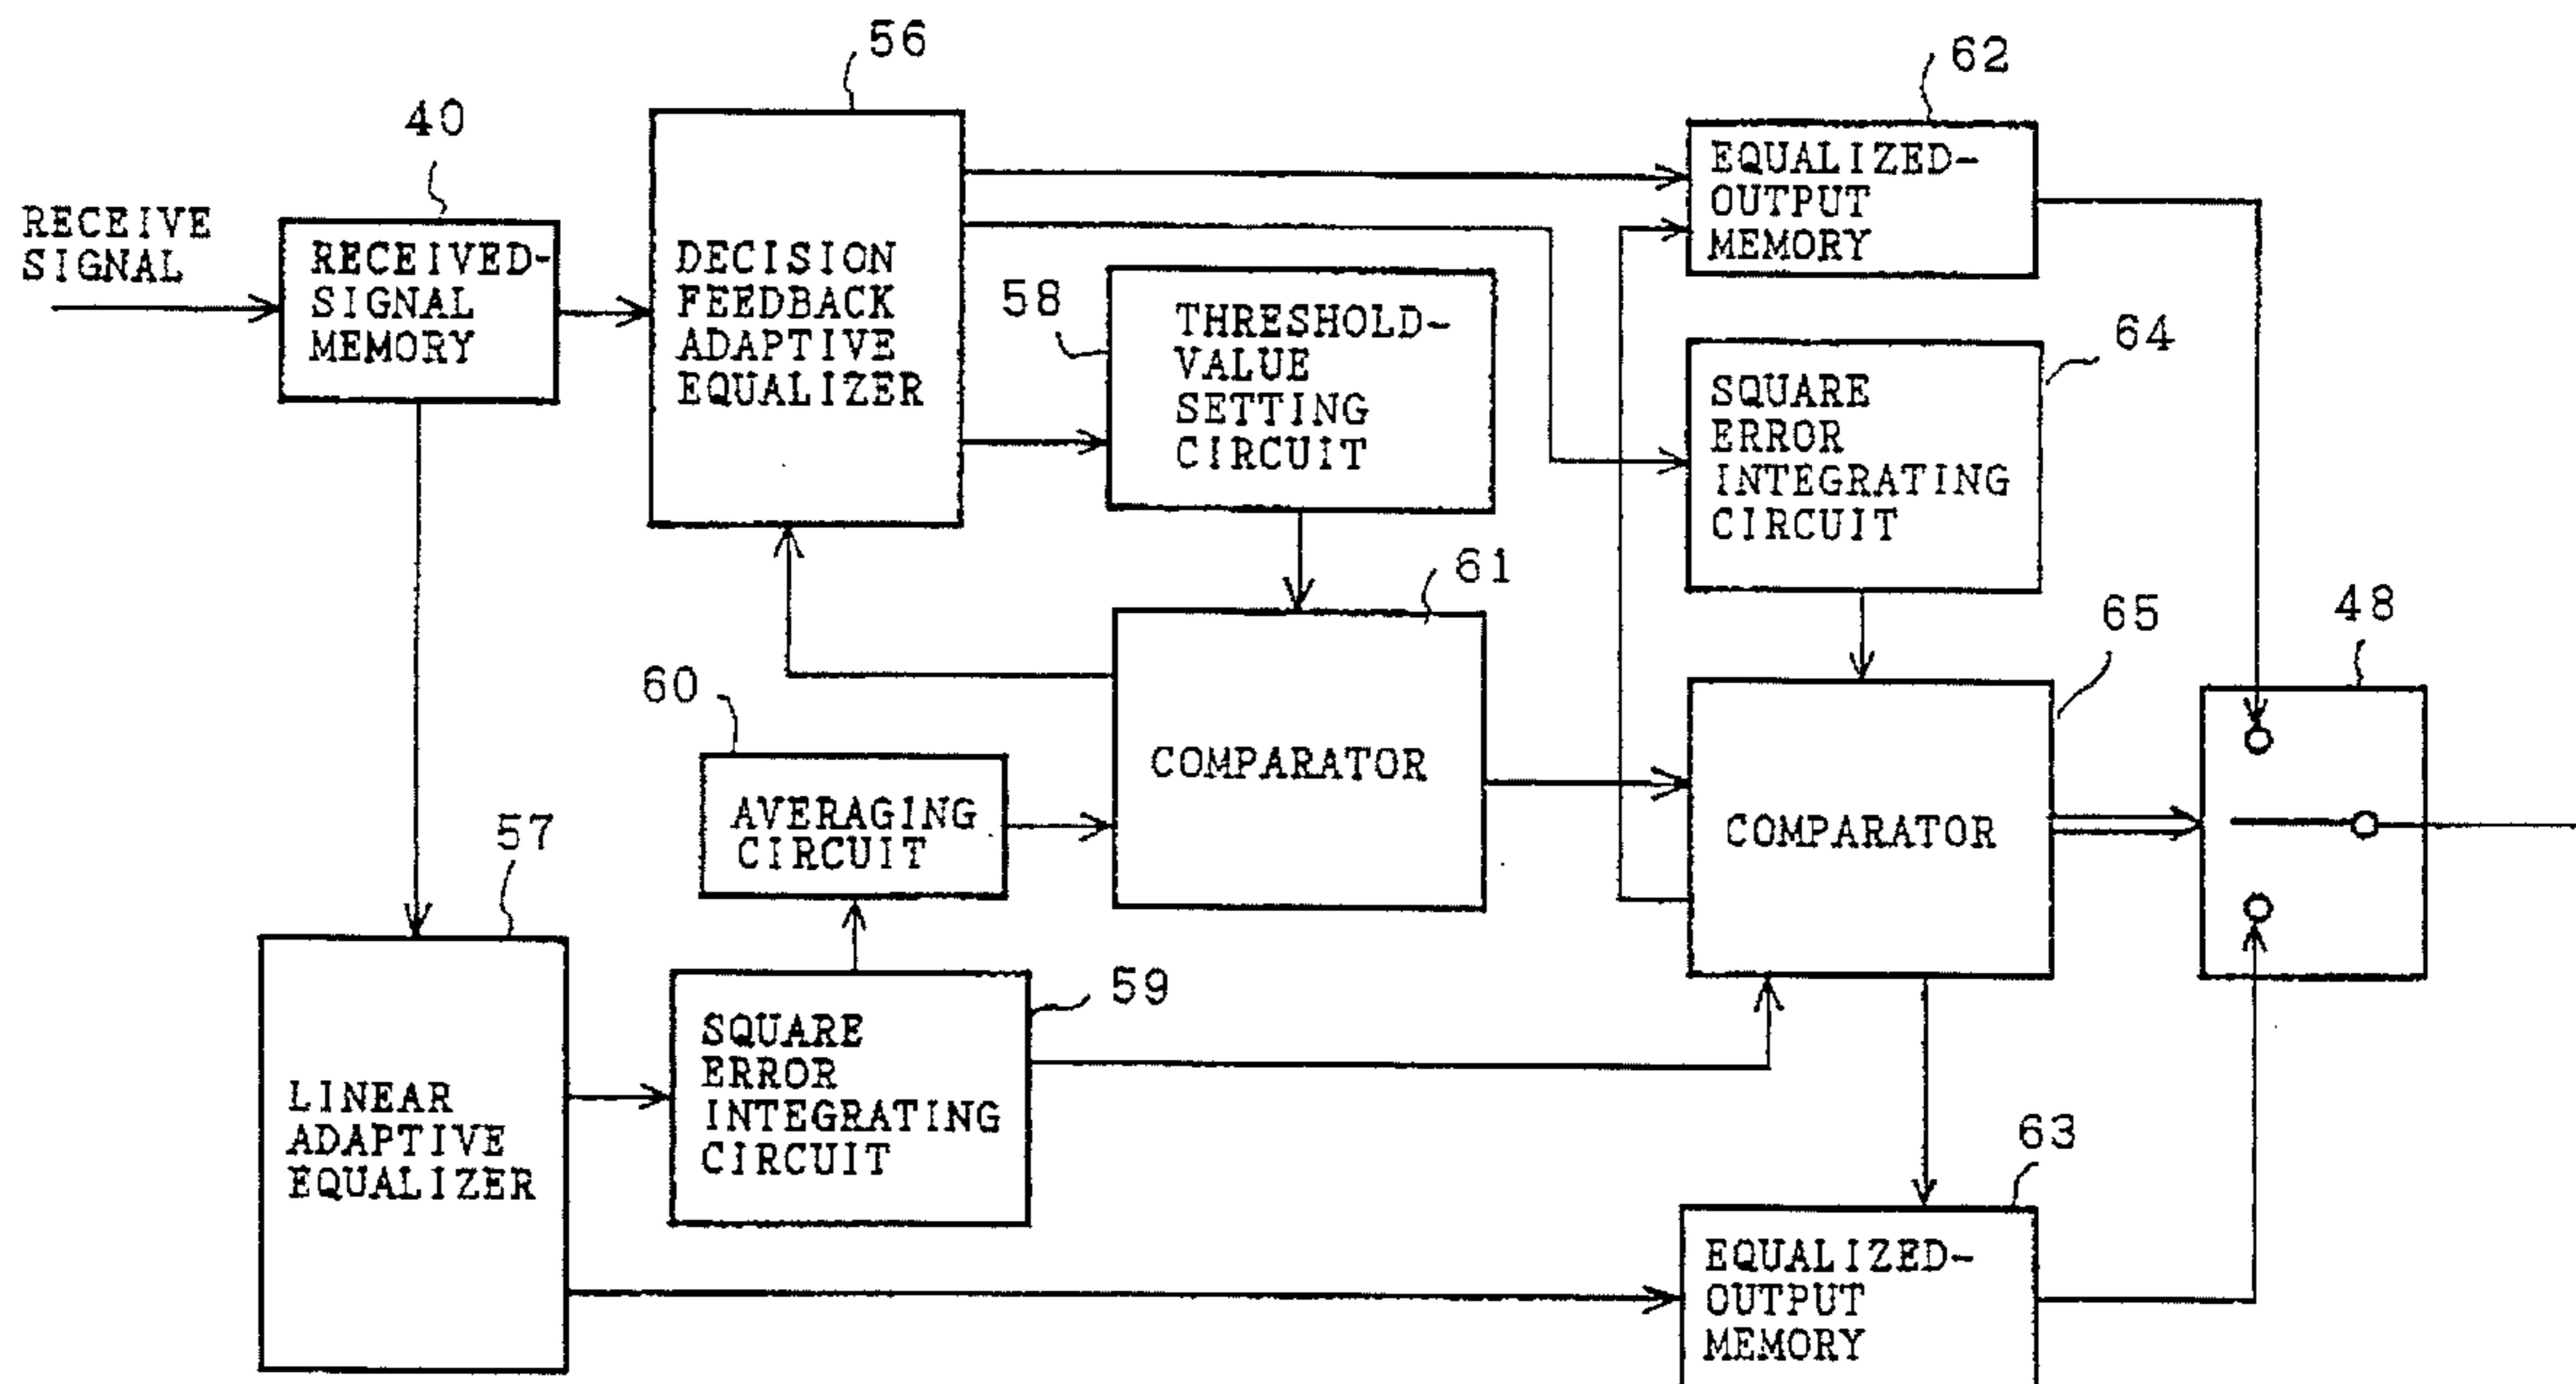 56
62
40
RECEIVE
SIGNAL
RECEIVED-
SIGNAL
MEMORY
DECISION
FEEDBACK
ADAPTIVE
EQUALIZER
58
THRESHOLD-
VALUE
SETTING
CIRCUIT
EQUALIZED-
OUTPUT
MEMORY
64
SQUARE
ERROR
INTEGRATING
CIRCUIT
61
65
48
60
COMPARATOR
AVERAGING
CIRCUIT
COMPARATOR
57
59
SQUARE
ERROR
INTEGRATING
CIRCUIT
LINEAR
ADAPTIVE
EQUALIZER
63
EQUALIZED-
OUTPUT
MEMORY